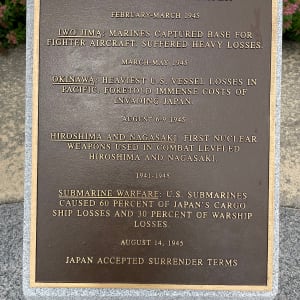 FEBRUARY-MARCH 1945
IWO JIMA: MARINES CAPTURED BASE FOR
FIGHTER AIRCRAFT, SUFFERED HEAVY LOSSES.
MARCH-MAY 1945
OKINAWA: HEAVIEST U.S. VESSEL LOSSES IN
PACIFIC, FORETOLD IMMENSE COSTS OF
INVADING JAPAN.
AUGUST 6-9 1945
HIROSHIMA AND NAGASAKI: FIRST NUCLEAR
WEAPONS USED IN COMBAT LEVELED
HIROSHIMA AND NAGASAKI.
1941-1945
SUBMARINE WARFARE: U.S. SUBMARINES
CAUSED 60 PERCENT OF JAPAN'S CARGO
SHIP LOSSES AND 30 PERCENT OF WARSHIP
LOSSES.
AUGUST 14, 1945
JAPAN ACCEPTED SURRENDER TERMS